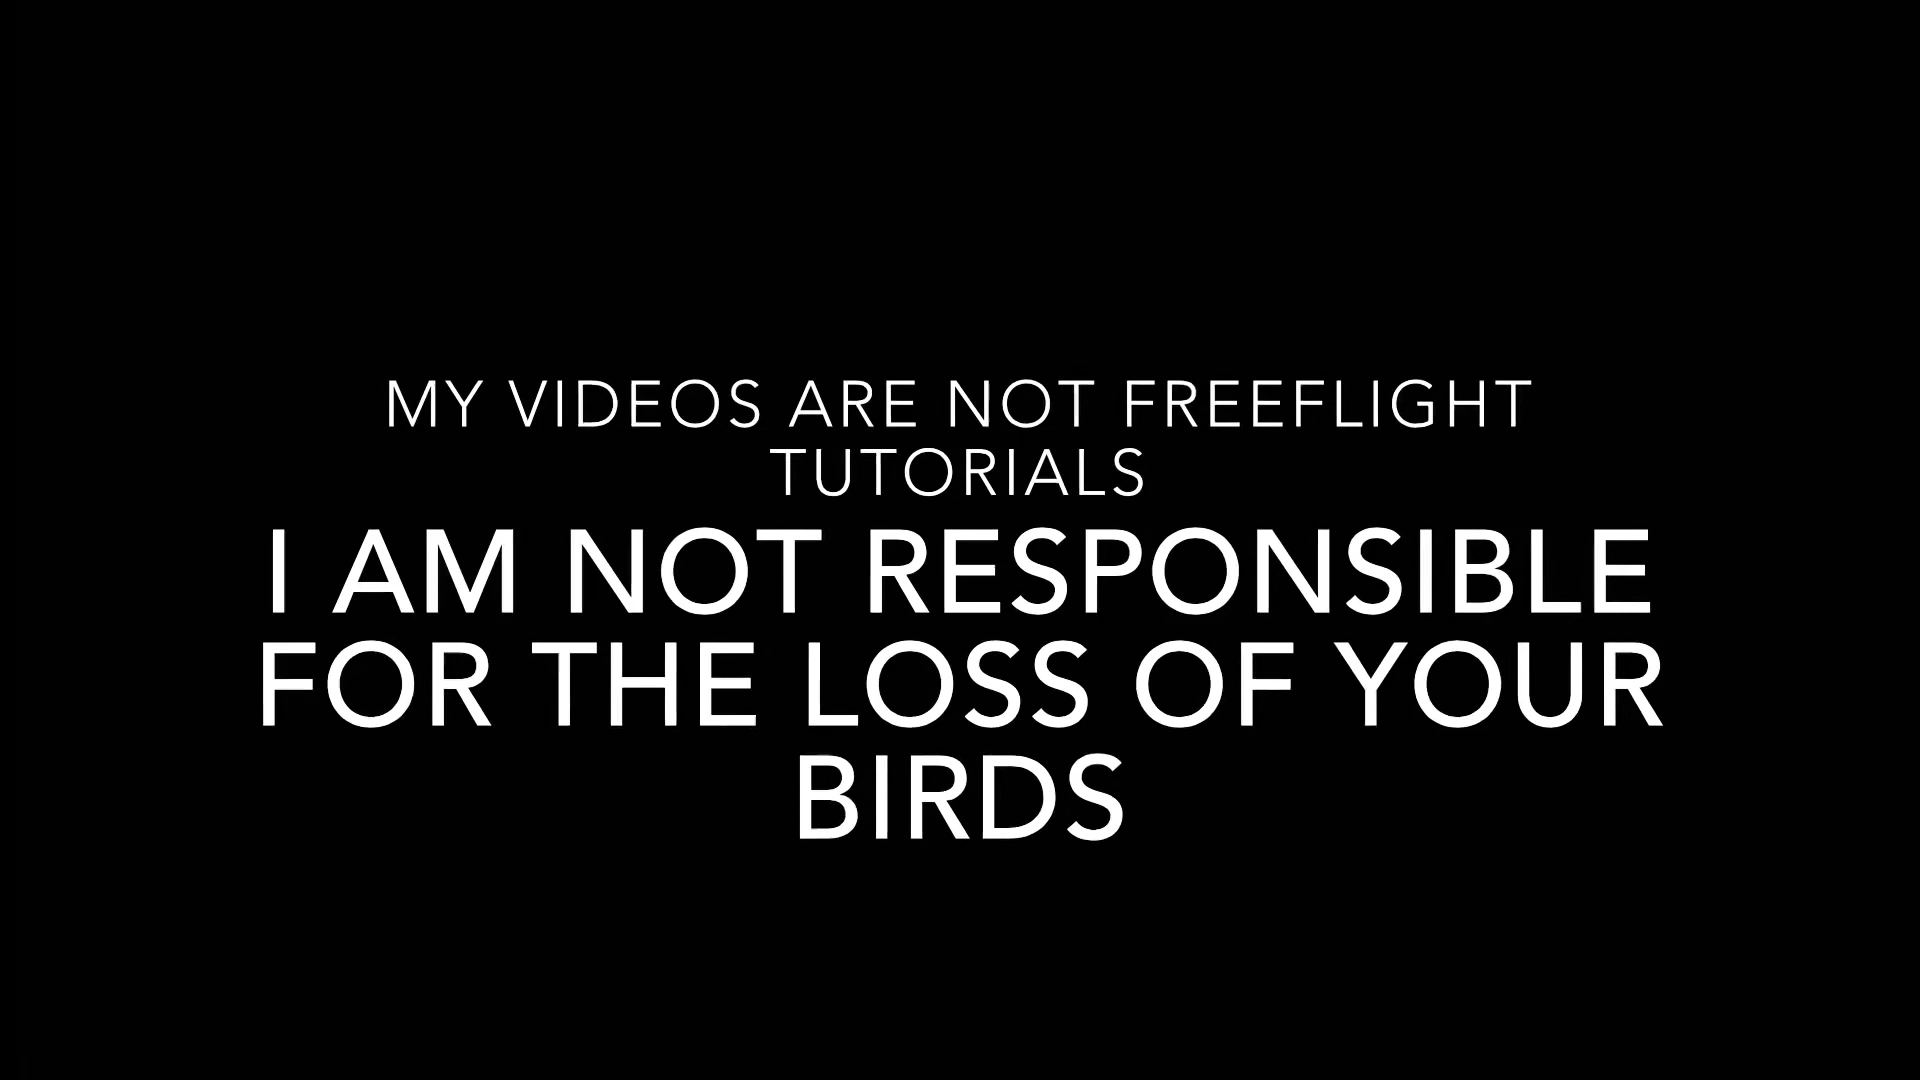 MY VIDEOS ARE NOT FREEFLIGHT
TUTORIALS
I AM NOT RESPONSIBLE
FOR THE LOSS OF YOUR
BIRDS